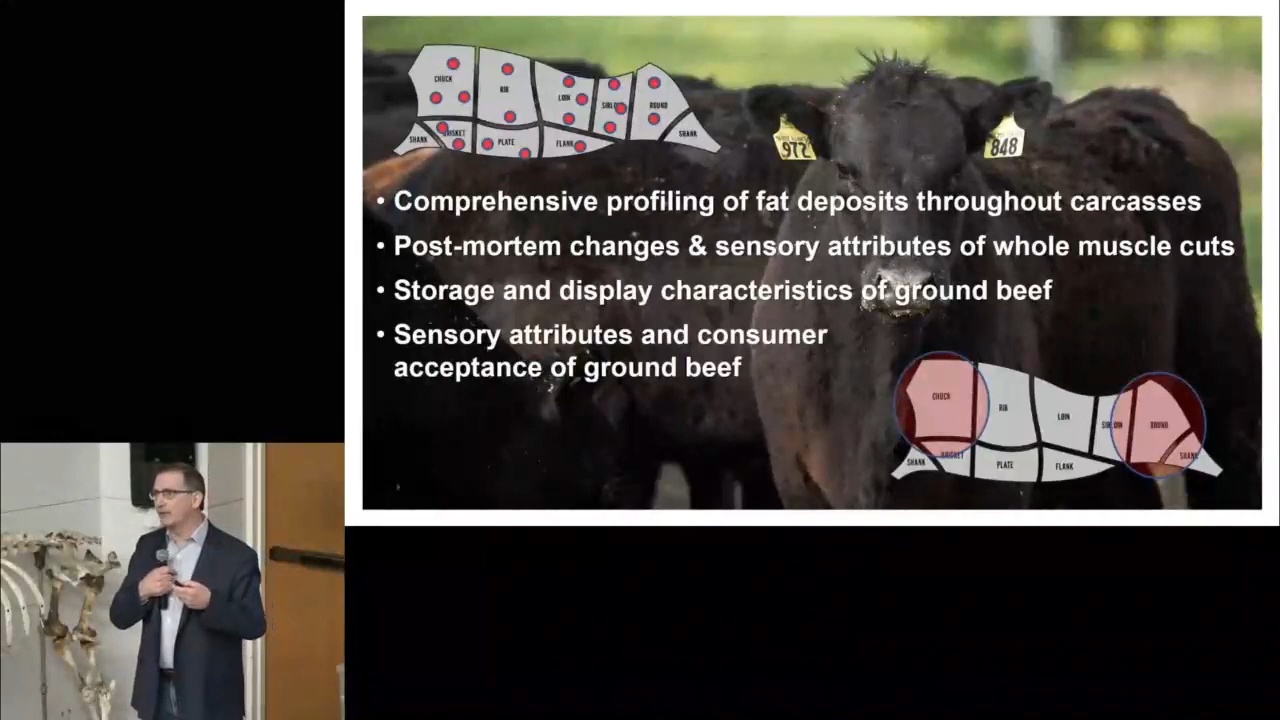 CHUCK
RIB
LOIN
SIRLOIN
ROUND
SHANK
BRISKET
PLATE
FLANK
SHANK
972
848
• Comprehensive profiling of fat deposits throughout carcasses
• Post-mortem changes & sensory attributes of whole muscle cuts
• Storage and display characteristics of ground beef
• Sensory attributes and consumer
acceptance of ground beef
CHUCK
RIB
LOIN
SIRLOIN
ROUND
SHANK
BRISKET
PLATE
FLANK
SHANK